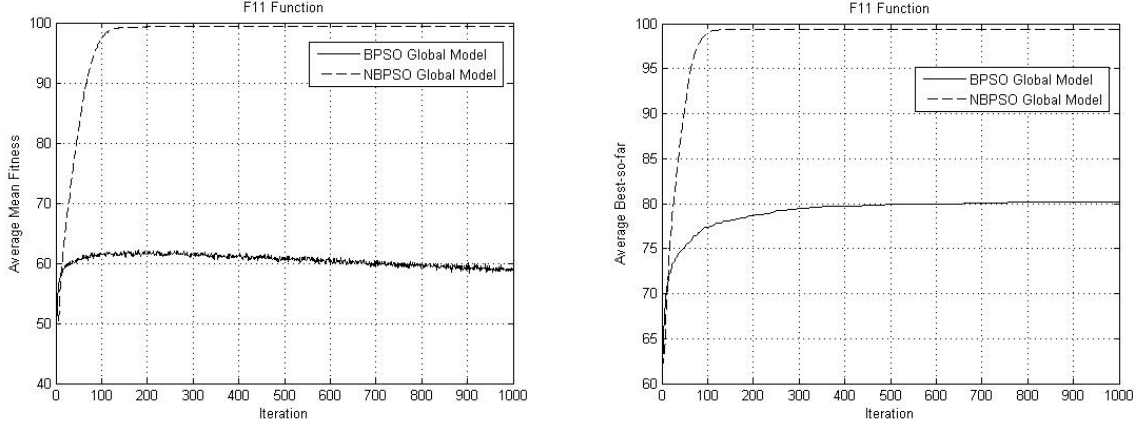 F11 Function
100
90
80
70
60
50
40
0 100 200 300 400 500 600 700 800 900 1000
Iteration
Average Mean Fitness
BPSO Global Model
NBPSO Global Model
F11 Function
100
95
90
85
80
75
70
65
60
0 100 200 300 400 500 600 700 800 900 1000
Iteration
Average Best-so-far
BPSO Global Model
NBPSO Global Model